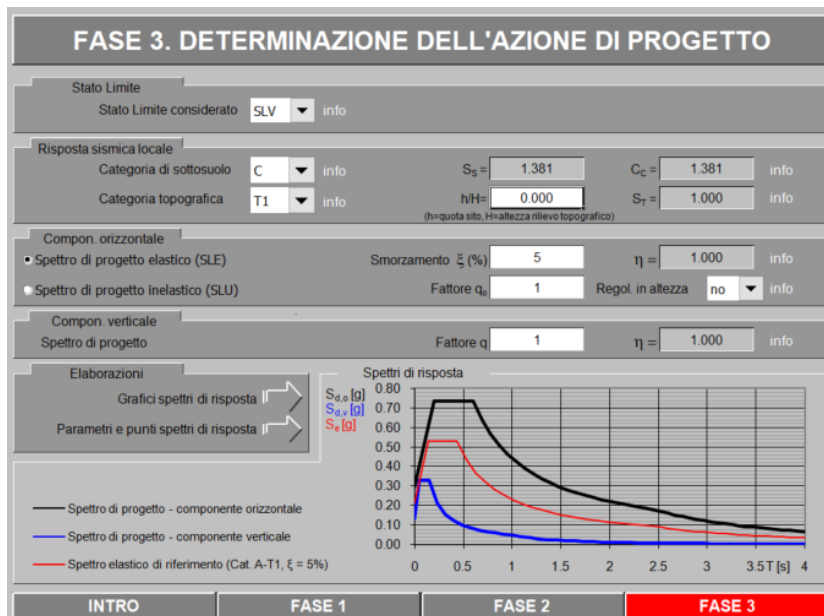 FASE 3. DETERMINAZIONE DELL'AZIONE DI PROGETTO
Stato Limite
Stato Limite considerato SLV info
Risposta sismica locale
Categoria di sottosuolo C info S_S = 1.381 C_C = 1.381 info
Categoria topografica T1 info h/H= 0.000 S_T = 1.000 info
(h=quota sito, H=altezza rilievo topografico)
Compon. orizzontale
Spettro di progetto elastico (SLE) Smorzamento ξ (%) 5 η = 1.000 info
Spettro di progetto inelastico (SLU) Fattore q_o 1 Regol. in altezza no info
Compon. verticale
Spettro di progetto Fattore q 1 η = 1.000 info
Elaborazioni
Grafici spettri di risposta
Parametri e punti spettri di risposta
Spettri di risposta
S_d,o [g]
S_d,v [g]
S_e [g]
0.80
0.70
0.60
0.50
0.40
0.30
0.20
0.10
0.00
0 0.5 1 1.5 2 2.5 3 3.5 T [s] 4
Spettro di progetto - componente orizzontale
Spettro di progetto - componente verticale
Spettro elastico di riferimento (Cat. A-T1, ξ = 5%)
INTRO FASE 1 FASE 2 FASE 3